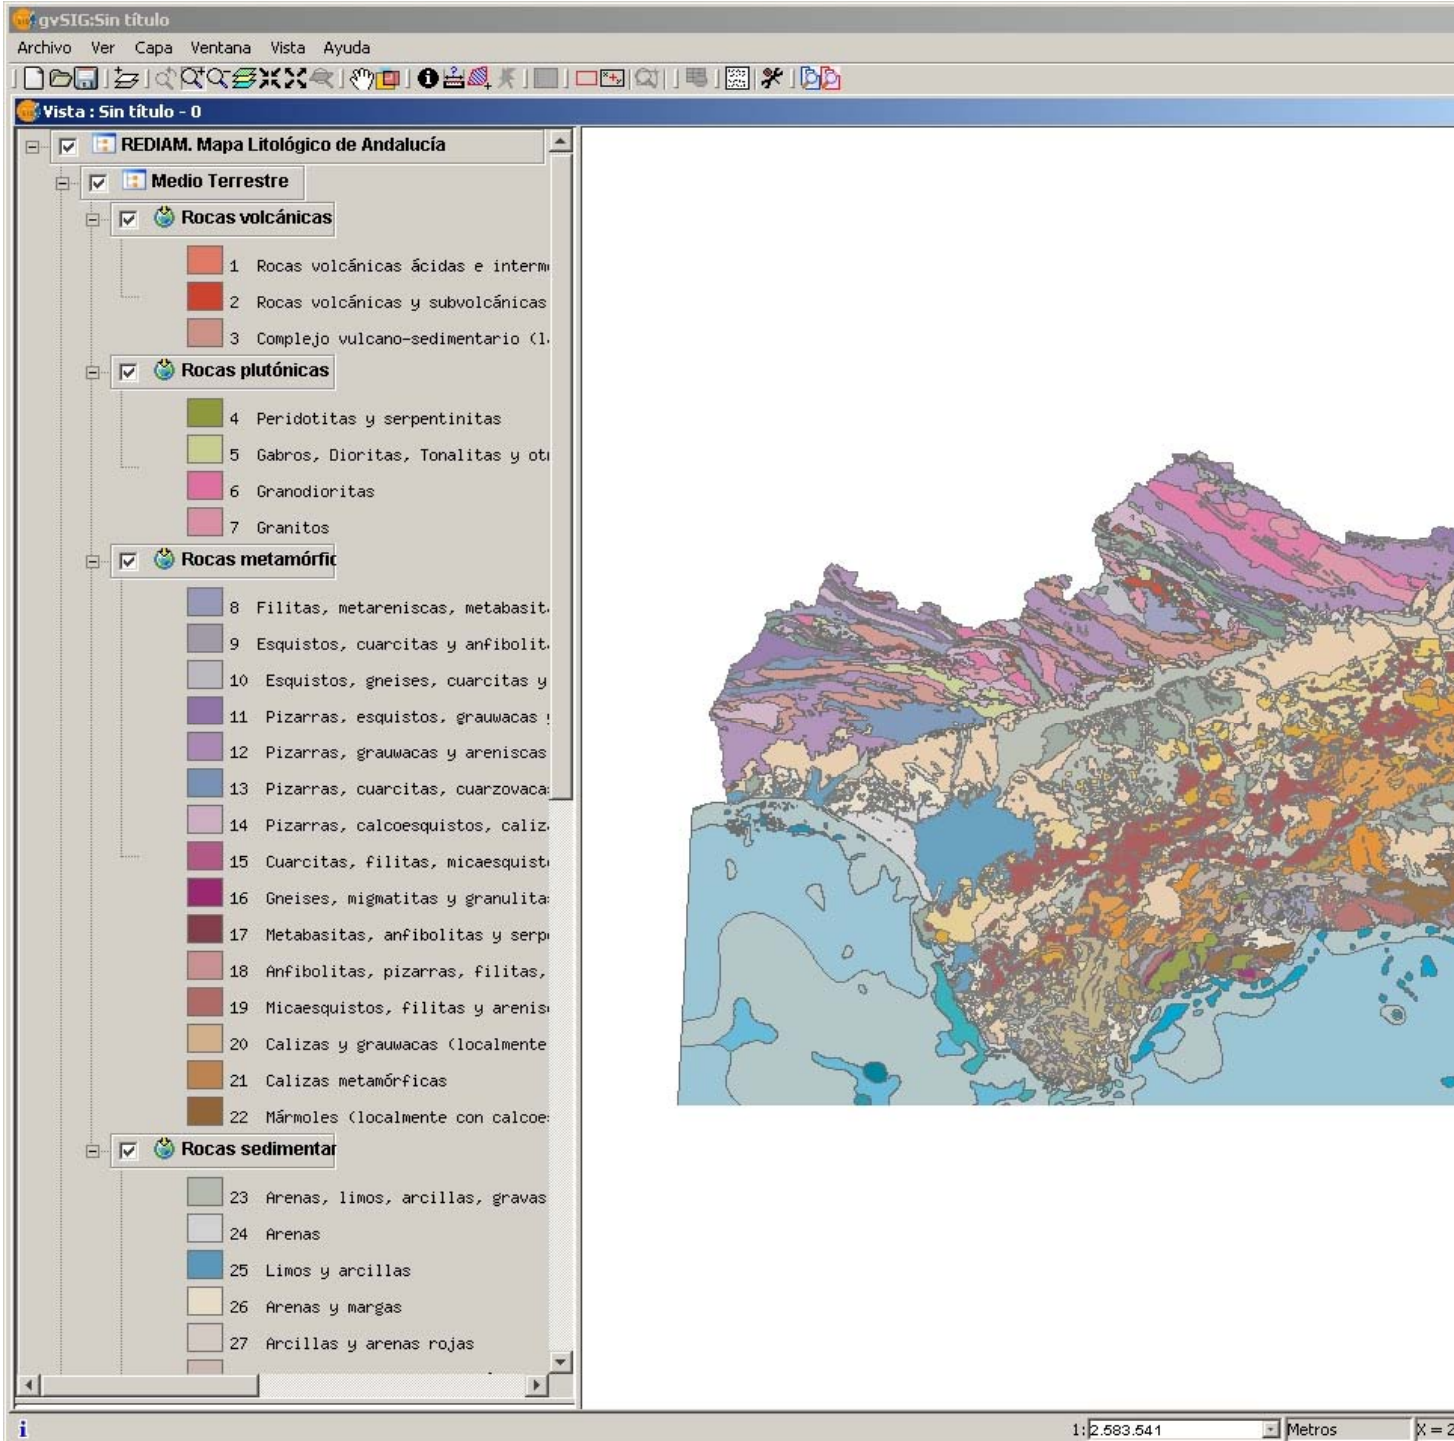 gvSIG:Sin título
Archivo Ver Capa Ventana Vista Ayuda
Vista : Sin título - 0
REDIAM. Mapa Litológico de Andalucía
Medio Terrestre
Rocas volcánicas
1 Rocas volcánicas ácidas e interm
2 Rocas volcánicas y subvolcánicas
3 Complejo vulcano-sedimentario (l
Rocas plutónicas
4 Peridotitas y serpentinitas
5 Gabros, Dioritas, Tonalitas y ot
6 Granodioritas
7 Granitos
Rocas metamórfic
8 Filitas, metareniscas, metabasit
9 Esquistos, cuarcitas y anfibolit
10 Esquistos, gneises, cuarcitas y
11 Pizarras, esquistos, grauwacas y
12 Pizarras, grauwacas y areniscas
13 Pizarras, cuarcitas, cuarzovaca
14 Pizarras, calcoesquistos, caliz
15 Cuarcitas, filitas, micaesquist
16 Gneises, migmatitas y granulita
17 Metabasitas, anfibolitas y serp
18 Anfibolitas, pizarras, filitas,
19 Micaesquistos, filitas y arenis
20 Calizas y grauwacas (localmente
21 Calizas metamórficas
22 Mármoles (localmente con calcoe
Rocas sedimentar
23 Arenas, limos, arcillas, gravas
24 Arenas
25 Limos y arcillas
26 Arenas y margas
27 Arcillas y arenas rojas
1: 2.583.541 Metros X = 2